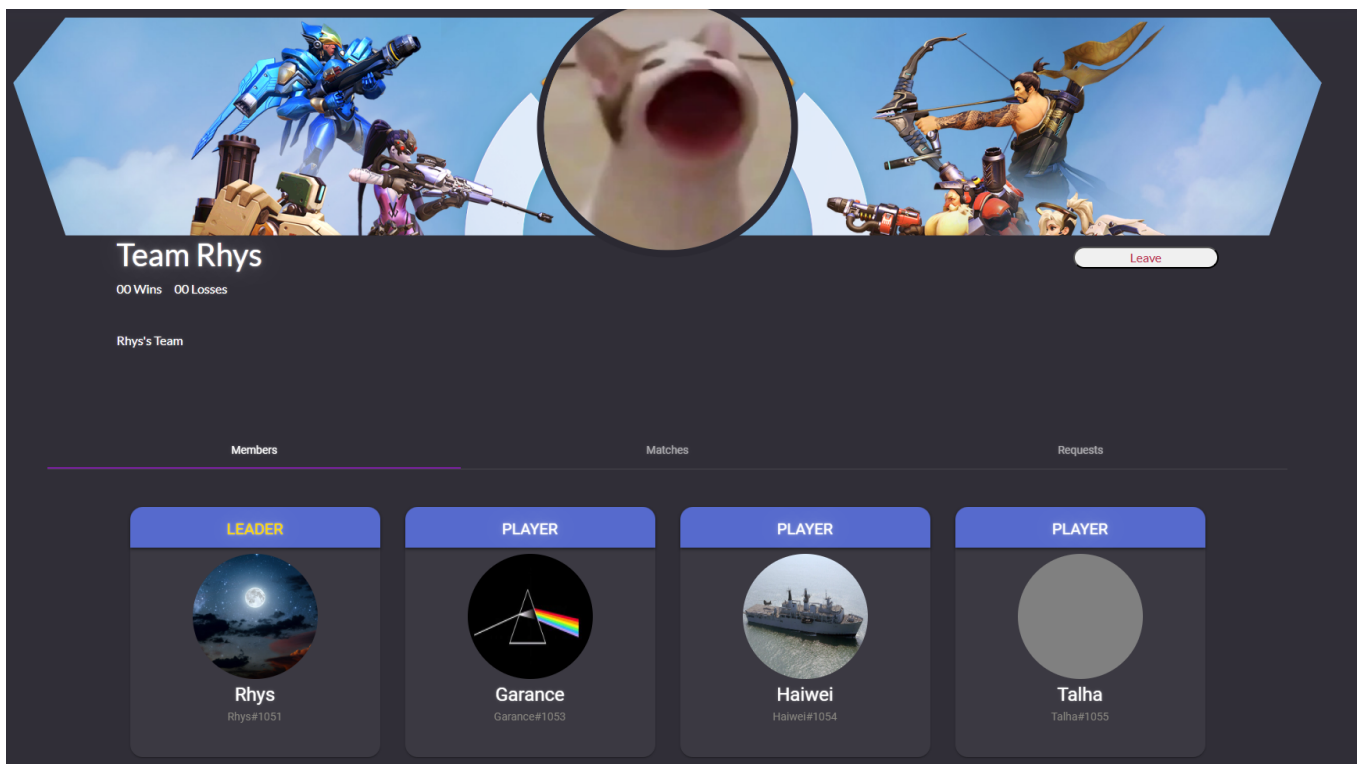 Team Rhys
Leave
00 Wins 00 Losses
Rhys's Team
Members Matches Requests
LEADER PLAYER PLAYER PLAYER
Rhys Garance Haiwei Talha
Rhys#1051 Garance#1053 Haiwei#1054 Talha#1055